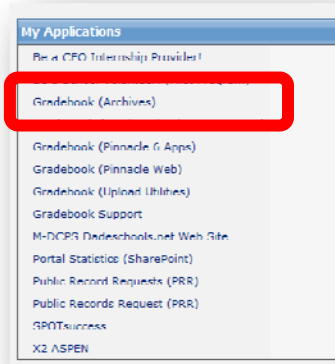 My Applications
Be a CEO Internship Provider!
Gradebook (Archives)
Gradebook (Pinnacle 6 Apps)
Gradebook (Pinnacle Web)
Gradebook (Upload Utilities)
Gradebook Support
M-DCPS Dadeschools.net Web Site
Portal Statistics (SharePoint)
Public Record Requests (PRR)
Public Records Request (PRR)
SPOTsuccess
X2 ASPEN